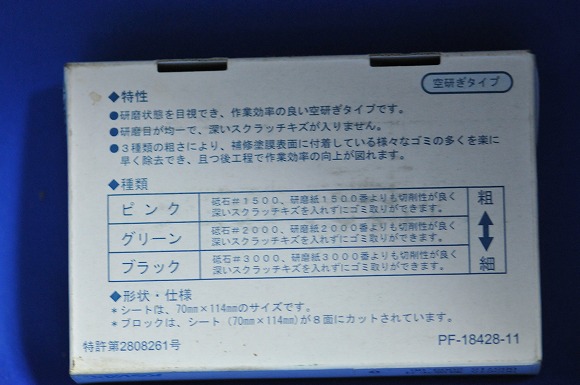 空研ぎタイプ
◆特性
●研磨状態を目視でき、作業効率の良い空研ぎタイプです。
●研磨目が均一で、深いスクラッチキズが入りません。
●3種類の粗さにより、補修塗膜表面に付着している様々なゴミの多くを楽に
早く除去でき、且つ後工程で作業効率の向上が図れます。
◆種類
ピンク 砥石#1500、研磨紙1500番よりも切削性が良く
深いスクラッチキズを入れずにゴミ取りができます。
グリーン 砥石#2000、研磨紙2000番よりも切削性が良く
深いスクラッチキズを入れずにゴミ取りができます。
ブラック 砥石#3000、研磨紙3000番よりも切削性が良く
深いスクラッチキズを入れずにゴミ取りができます。
粗
細
◆形状・仕様
*シートは、70mm×114mmのサイズです。
*ブロックは、シート(70mm×114mm)が8面にカットされています。
特許第2808261号
PF-18428-11